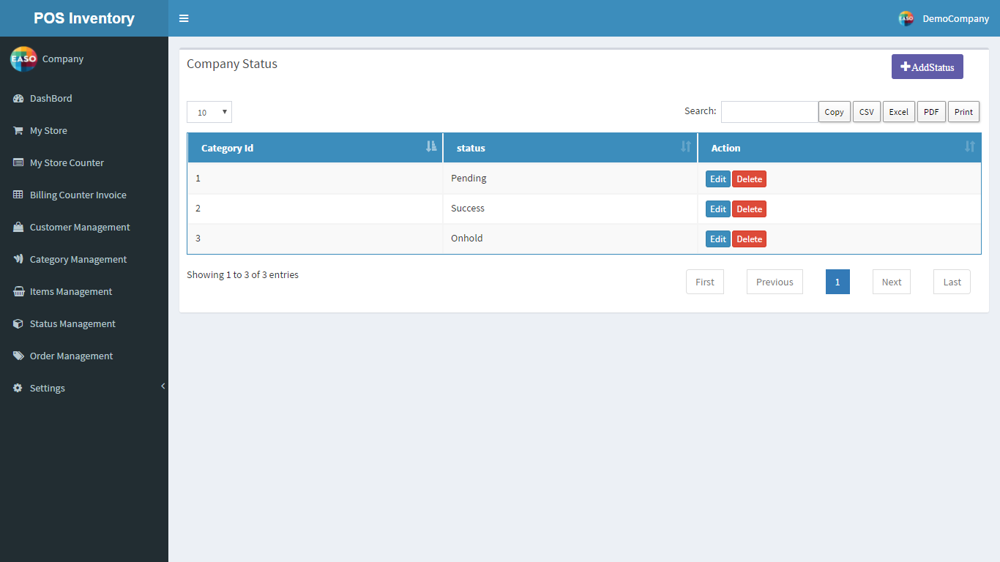 POS Inventory
EASO DemoCompany
EASO Company
DashBord
My Store
My Store Counter
Billing Counter Invoice
Customer Management
Category Management
Items Management
Status Management
Order Management
Settings
Company Status
AddStatus
10
Search: Copy CSV Excel PDF Print
Category Id status Action
1 Pending Edit Delete
2 Success Edit Delete
3 Onhold Edit Delete
Showing 1 to 3 of 3 entries
First Previous 1 Next Last